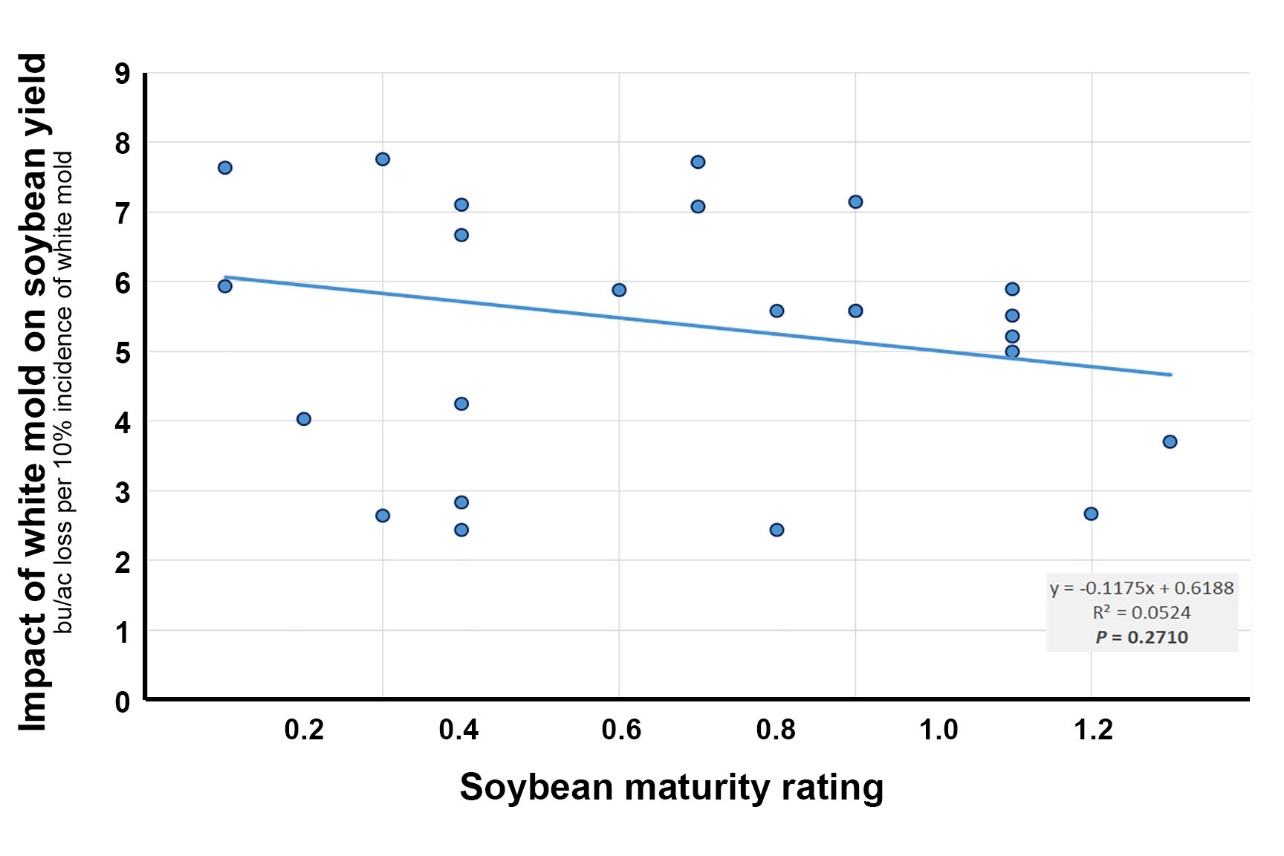 Impact of white mold on soybean yield
bu/ac loss per 10% incidence of white mold
9
8
7
6
5
4
3
2
1
0
y = -0.1175x + 0.6188
R² = 0.0524
P = 0.2710
0.2 0.4 0.6 0.8 1.0 1.2
Soybean maturity rating